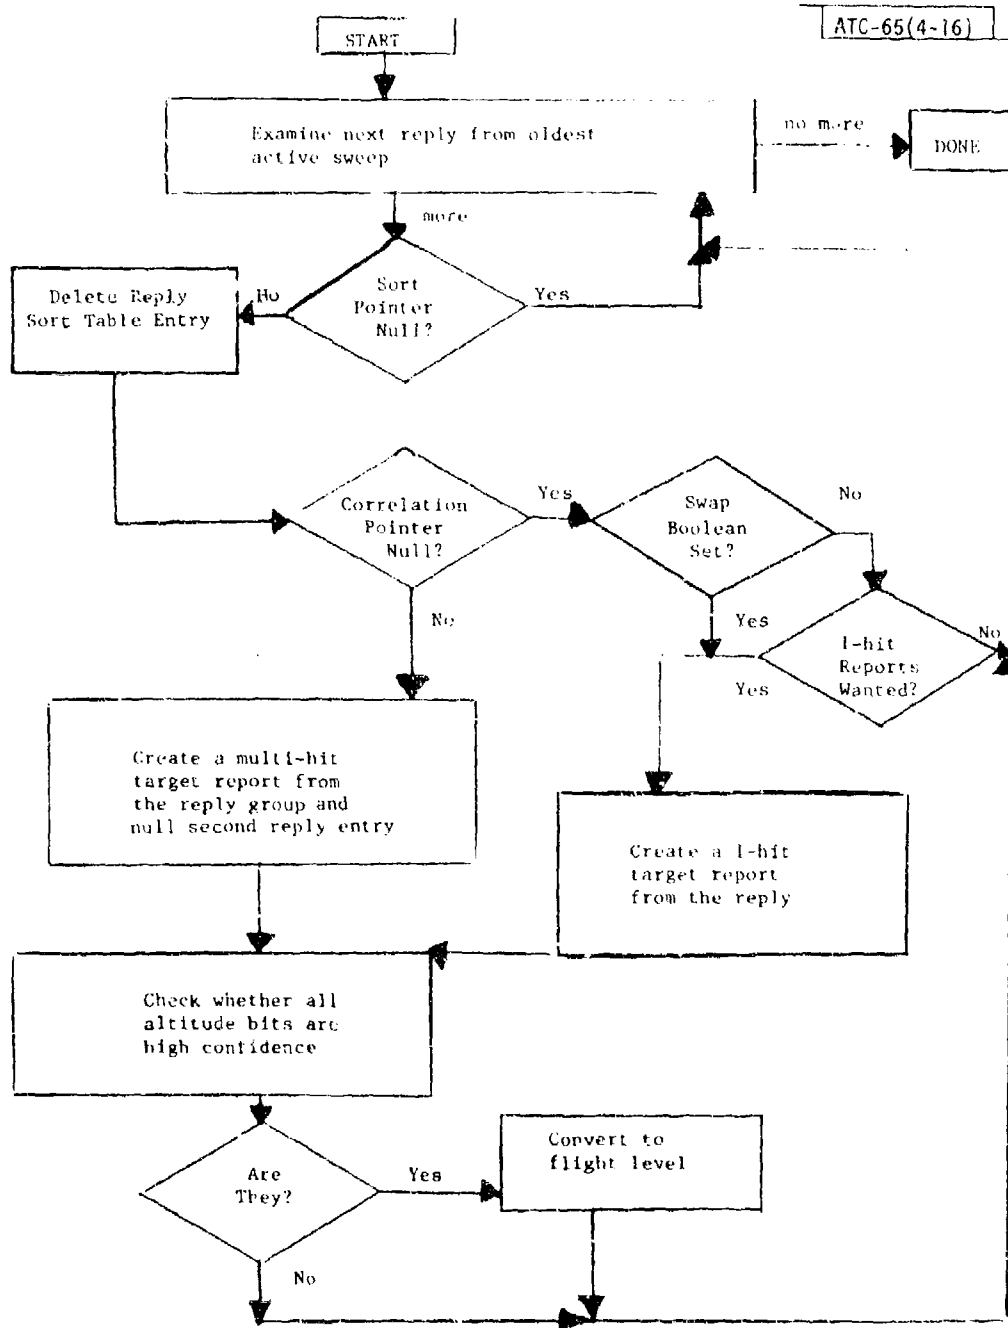 ATC-65(4-16)
START
Examine next reply from oldest
active sweep
no more
DONE
more
Delete Reply
Sort Table Entry
No
Sort
Pointer
Null?
Yes
Correlation
Pointer
Null?
Yes
Swap
Boolean
Set?
No
No
Yes
1-hit
Reports
Wanted?
No
Yes
Create a multi-hit
target report from
the reply group and
null second reply entry
Create a 1-hit
target report
from the reply
Check whether all
altitude bits are
high confidence
Are
They?
Yes
Convert to
flight level
No